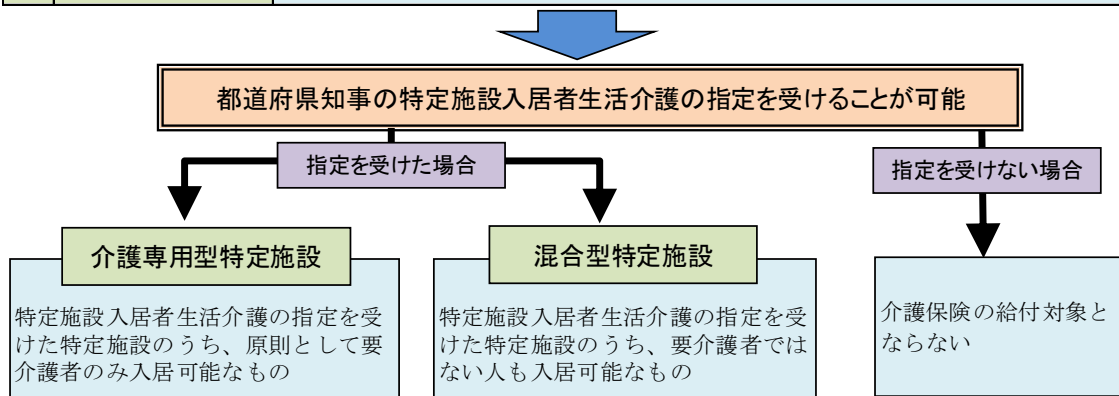 都道府県知事の特定施設入居者生活介護の指定を受けることが可能
指定を受けた場合
指定を受けない場合
介護専用型特定施設
特定施設入居者生活介護の指定を受
けた特定施設のうち、原則として要
介護者のみ入居可能なもの
混合型特定施設
特定施設入居者生活介護の指定を受
けた特定施設のうち、要介護者では
ない人も入居可能なもの
介護保険の給付対象と
ならない